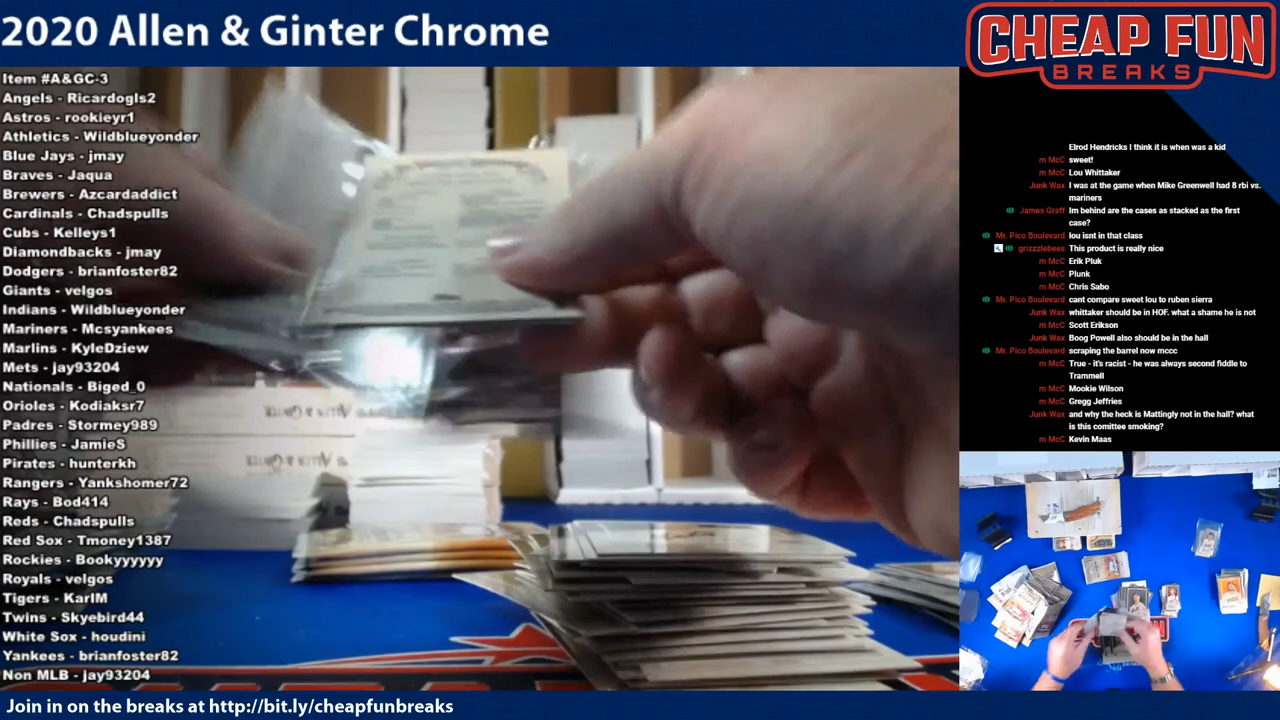 2020 Allen & Ginter Chrome
CHEAP FUN
BREAKS
Item #A&GC-3
Angels - Ricardogls2
Astros - rookieyr1
Athletics - Wildblueyonder
Blue Jays - jmay
Braves - Jaqua
Brewers - Azcardaddict
Cardinals - Chadspulls
Cubs - Kelleys1
Diamondbacks - jmay
Dodgers - brianfoster82
Giants - velgos
Indians - Wildblueyonder
Mariners - Mcsyankees
Marlins - KyleDziew
Mets - jay93204
Nationals - Biged_0
Orioles - Kodiaksr7
Padres - Stormey989
Phillies - JamieS
Pirates - hunterkh
Rangers - Yankshomer72
Rays - Bod414
Reds - Chadspulls
Red Sox - Tmoney1387
Rockies - Bookyyyyyy
Royals - velgos
Tigers - KarlM
Twins - Skyebird44
White Sox - houdini
Yankees - brianfoster82
Non MLB - jay93204
Elrod Hendricks I think it is when was a kid
m McC sweet!
m McC Lou Whittaker
Junk Wax I was at the game when Mike Greenwell had 8 rbi vs.
mariners
James Graff Im behind are the cases as stacked as the first
case?
Mr. Pico Boulevard lou isnt in that class
grizzzlebees This product is really nice
m McC Erik Pluk
m McC Plunk
m McC Chris Sabo
Mr. Pico Boulevard cant compare sweet lou to ruben sierra
Junk Wax whittaker should be in HOF. what a shame he is not
m McC Scott Erikson
Junk Wax Boog Powell also should be in the hall
Mr. Pico Boulevard scraping the barrel now mccc
m McC True - it's racist - he was always second fiddle to
Trammell
m McC Mookie Wilson
m McC Gregg Jeffries
Junk Wax and why the heck is Mattingly not in the hall? what
is this comittee smoking?
m McC Kevin Maas
Join in on the breaks at http://bit.ly/cheapfunbreaks